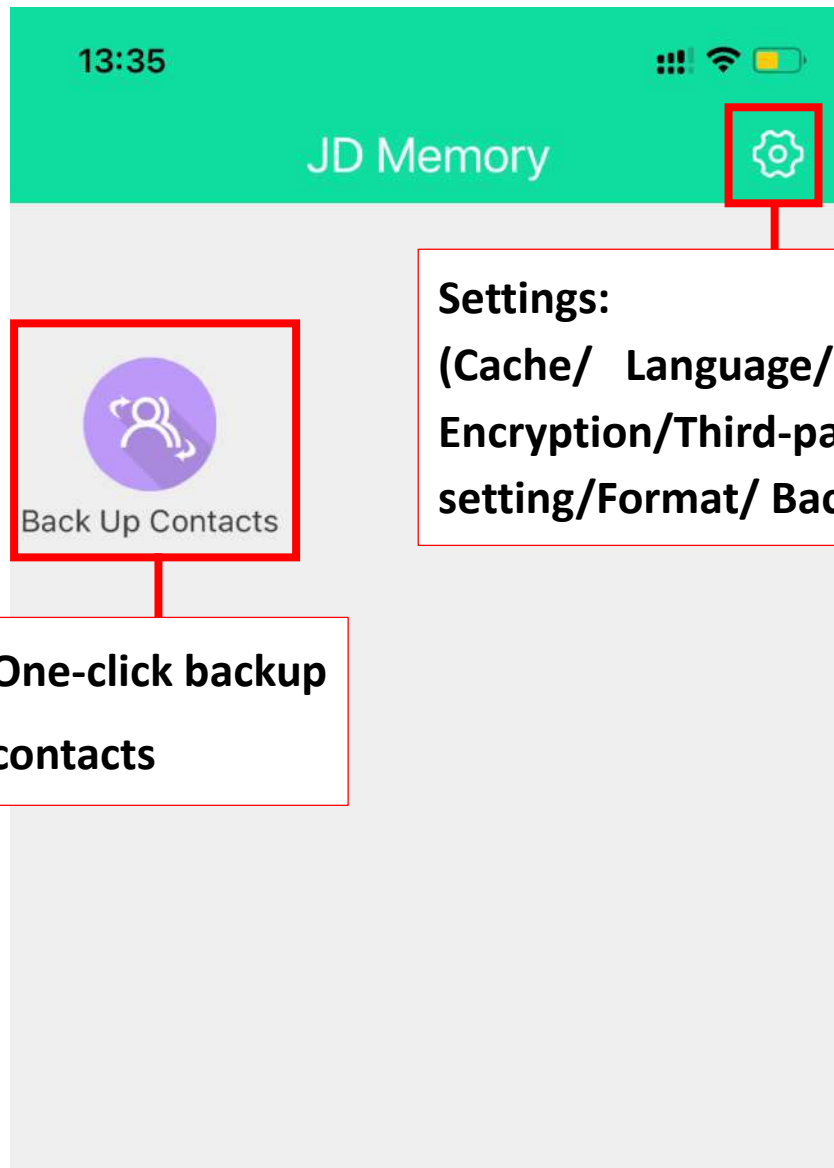 13:35
JD Memory
Settings:
(Cache/ Language/
Encryption/Third-pa
setting/Format/ Bac
Back Up Contacts
One-click backup
contacts